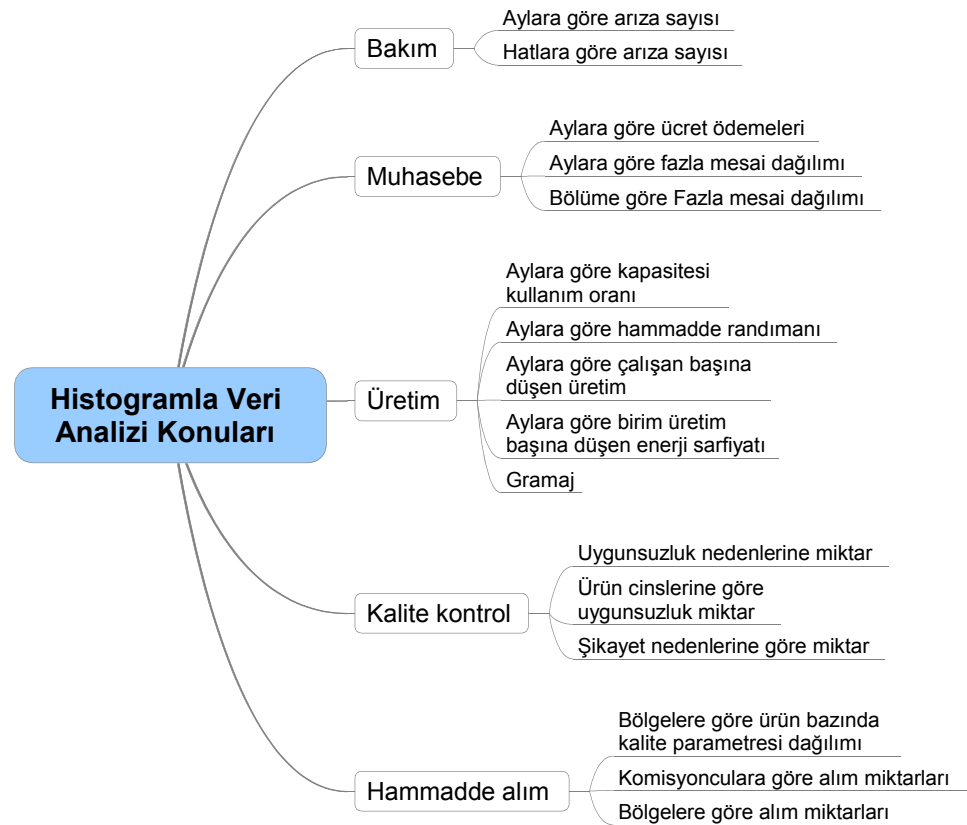 Histogramla Veri
Analizi Konuları
Bakım
Aylara göre arıza sayısı
Hatlara göre arıza sayısı
Muhasebe
Aylara göre ücret ödemeleri
Aylara göre fazla mesai dağılımı
Bölüme göre Fazla mesai dağılımı
Üretim
Aylara göre kapasitesi
kullanım oranı
Aylara göre hammadde randımanı
Aylara göre çalışan başına
düşen üretim
Aylara göre birim üretim
başına düşen enerji sarfiyatı
Gramaj
Kalite kontrol
Uygunsuzluk nedenlerine miktar
Ürün cinslerine göre
uygunsuzluk miktar
Şikayet nedenlerine göre miktar
Hammadde alım
Bölgelere göre ürün bazında
kalite parametresi dağılımı
Komisyonculara göre alım miktarları
Bölgelere göre alım miktarları